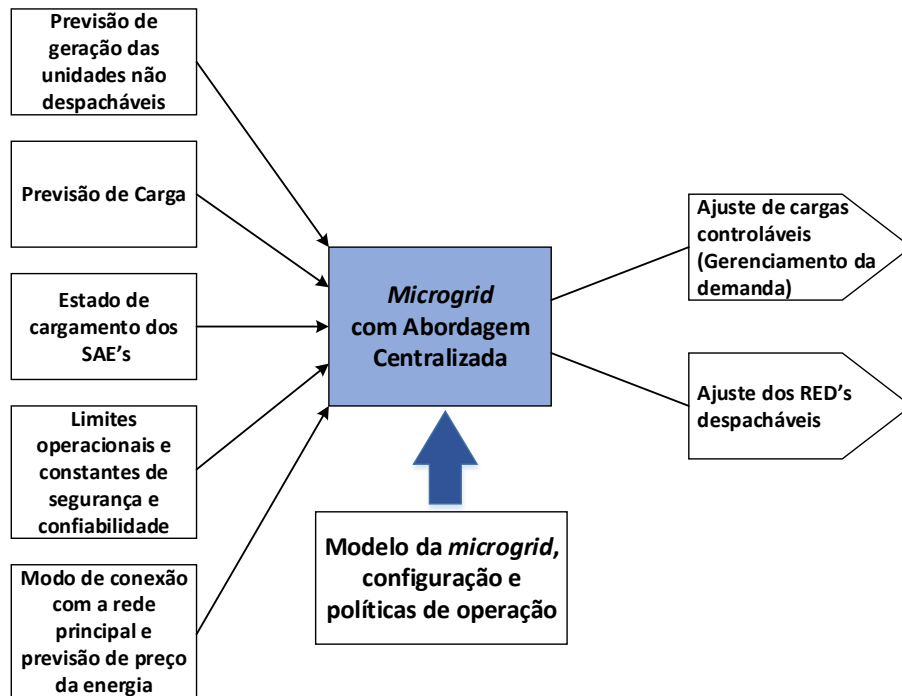 Previsão de
geração das
unidades não
despacháveis
Previsão de Carga
Estado de
cargamento dos
SAE's
Limites
operacionais e
constantes de
segurança e
confiabilidade
Modo de conexão
com a rede
principal e
previsão de preço
da energia
Microgrid
com Abordagem
Centralizada
Modelo da microgrid,
configuração e
políticas de operação
Ajuste de cargas
controláveis
(Gerenciamento da
demanda)
Ajuste dos RED's
despacháveis